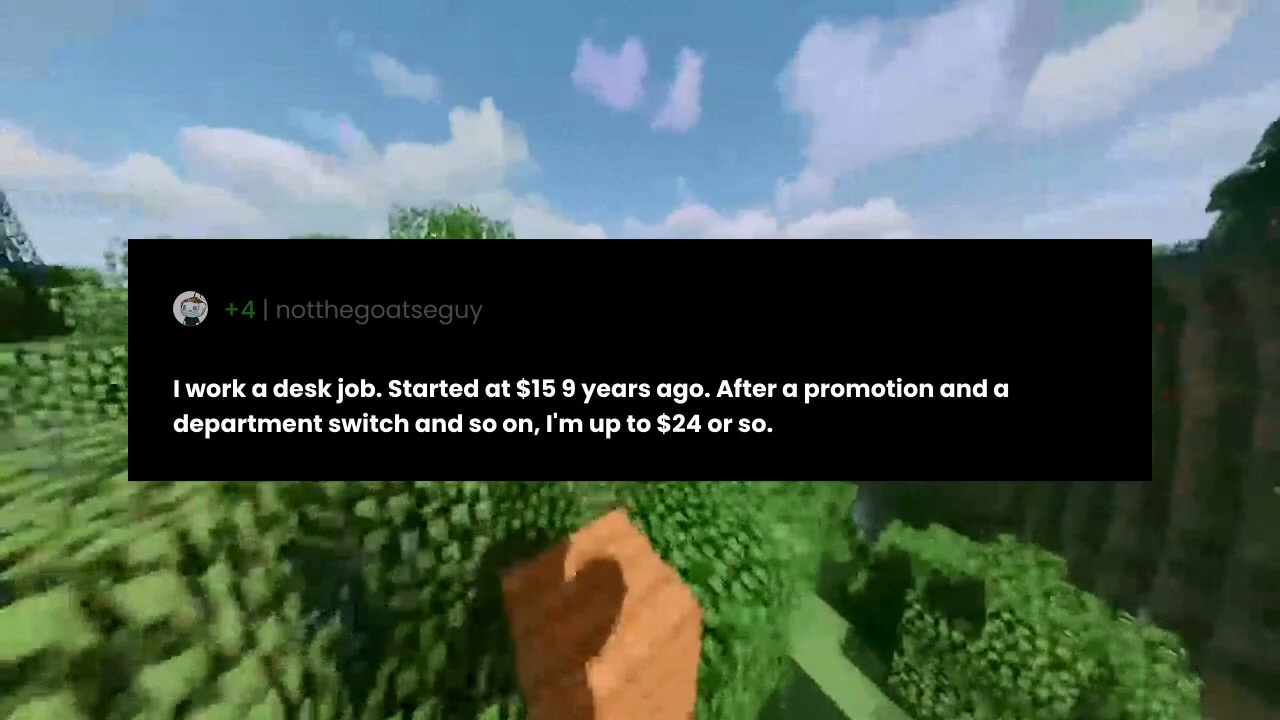 +4 | notthegoatseguy
I work a desk job. Started at $15 9 years ago. After a promotion and a
department switch and so on, I'm up to $24 or so.